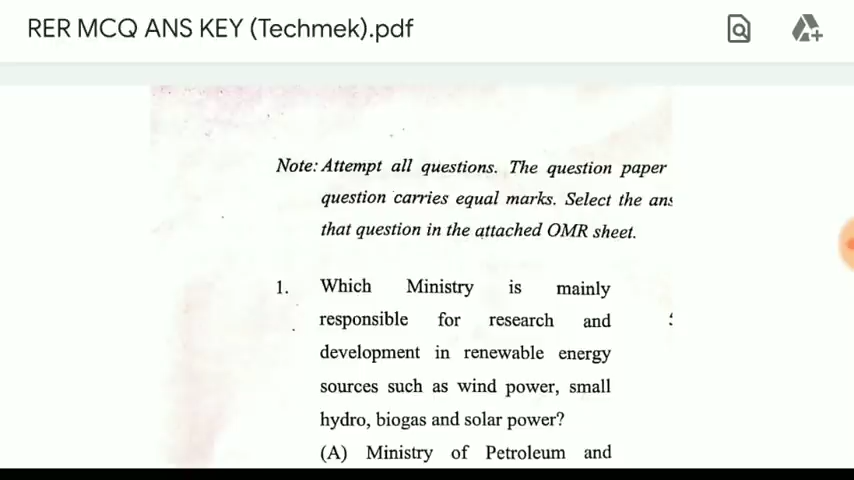 RER MCQ ANS KEY (Techmek).pdf
Note: Attempt all questions. The question paper
question carries equal marks. Select the ans
that question in the attached OMR sheet.
1. Which Ministry is mainly
responsible for research and
development in renewable energy
sources such as wind power, small
hydro, biogas and solar power?
(A) Ministry of Petroleum and